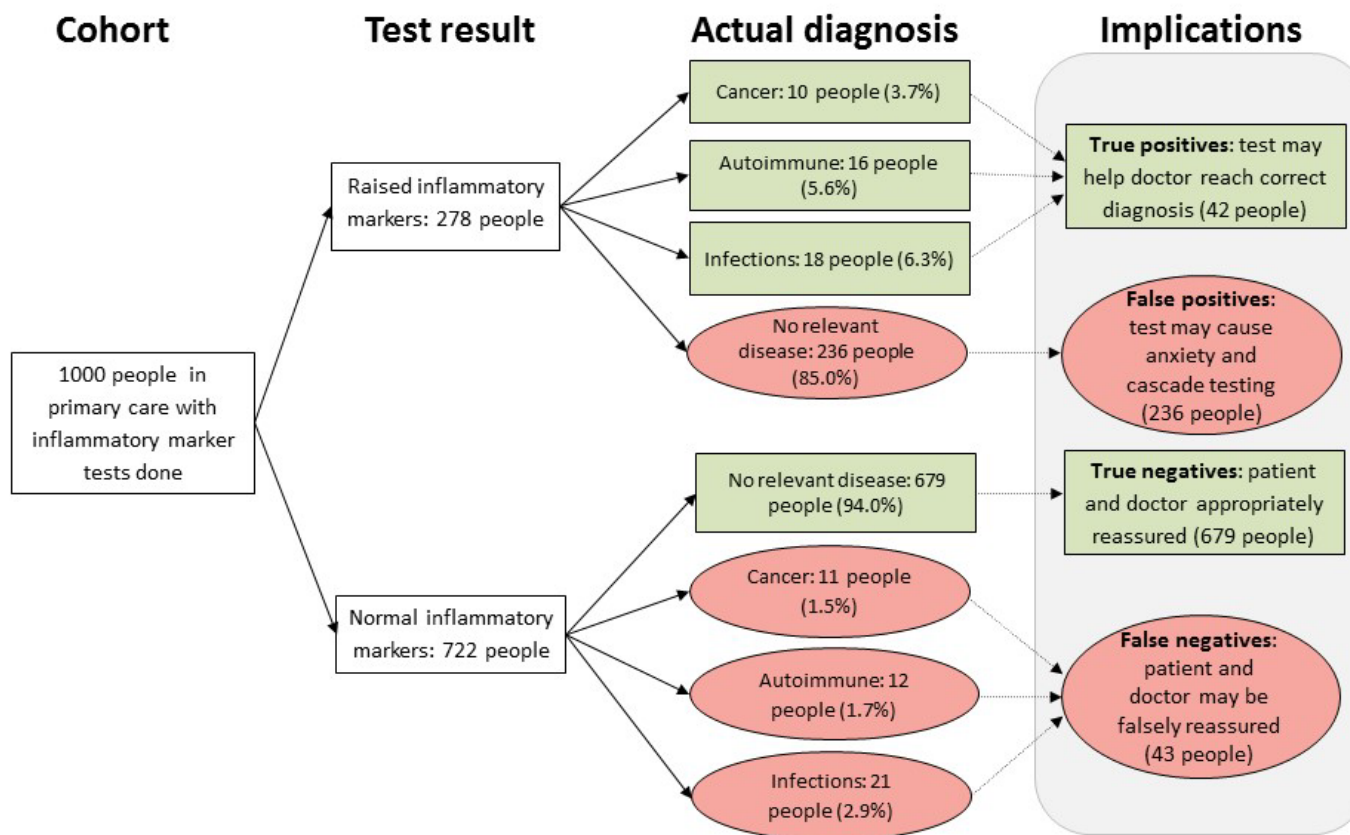 Cohort
Test result
Actual diagnosis
Implications
1000 people in
primary care with
inflammatory marker
tests done
Raised inflammatory
markers: 278 people
Normal inflammatory
markers: 722 people
Cancer: 10 people (3.7%)
Autoimmune: 16 people
(5.6%)
Infections: 18 people (6.3%)
No relevant
disease: 236 people
(85.0%)
No relevant disease: 679
people (94.0%)
Cancer: 11 people
(1.5%)
Autoimmune: 12
people (1.7%)
Infections: 21
people (2.9%)
True positives: test may
help doctor reach correct
diagnosis (42 people)
False positives:
test may cause
anxiety and
cascade testing
(236 people)
True negatives: patient
and doctor appropriately
reassured (679 people)
False negatives:
patient and
doctor may be
falsely reassured
(43 people)